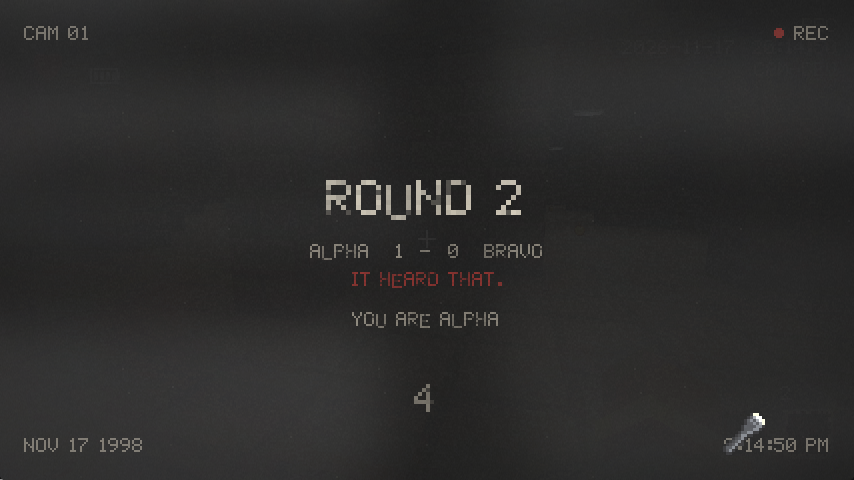 CAM 01
REC
ROUND 2
ALPHA 1 - 0 BRAVO
IT HEARD THAT.
YOU ARE ALPHA
4
NOV 17 1998
:14:50 PM